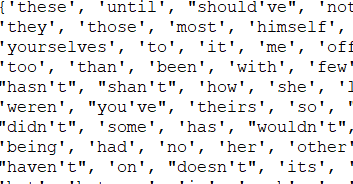 {'these', 'until', "should've", 'not
'they', 'those', 'most', 'himself',
'yourselves', 'to', 'it', 'me', 'off
'too', 'than', 'been', 'with', 'few'
"hasn't", "shan't", 'how', 'she', 'l
'weren', "you've", 'theirs', 'so', '
"didn't", 'some', 'has', "wouldn't",
'being', 'had', 'no', 'her', 'other'
"haven't", 'on', "doesn't", 'its',